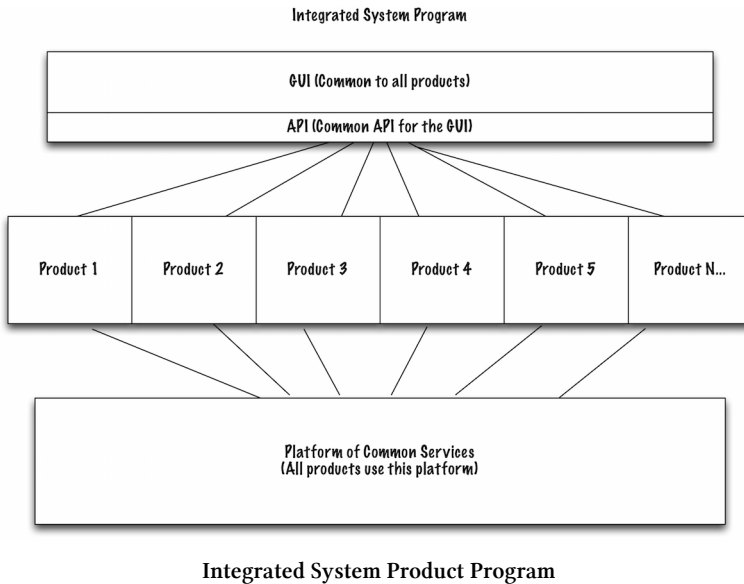 Integrated System Program
GUI (Common to all products)
API (Common API for the GUI)
Product 1
Product 2
Product 3
Product 4
Product 5
Product N...
Platform of Common Services
(All products use this platform)
Integrated System Product Program